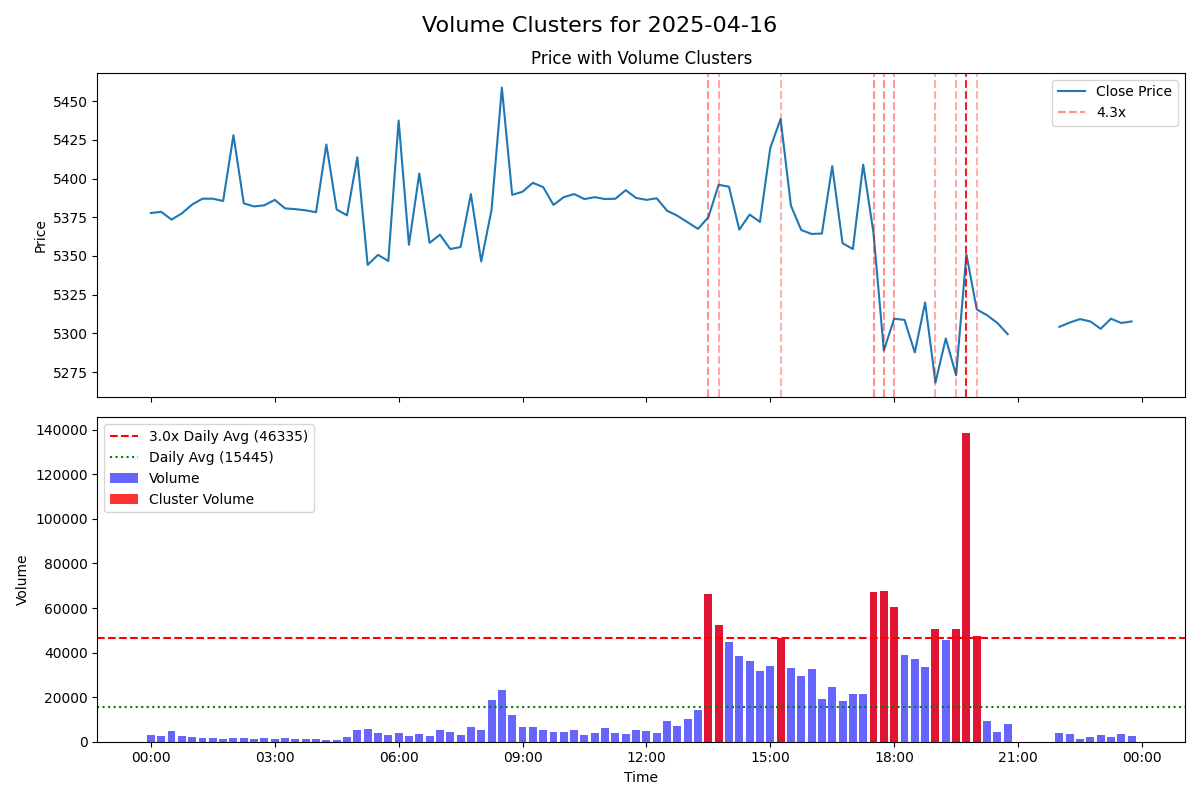 Volume Clusters for 2025-04-16
Price with Volume Clusters
Price
5450
5425
5400
5375
5350
5325
5300
5275
Close Price
4.3x
Volume
140000
120000
100000
80000
60000
40000
20000
0
3.0x Daily Avg (46335)
Daily Avg (15445)
Volume
Cluster Volume
00:00 03:00 06:00 09:00 12:00 15:00 18:00 21:00 00:00
Time